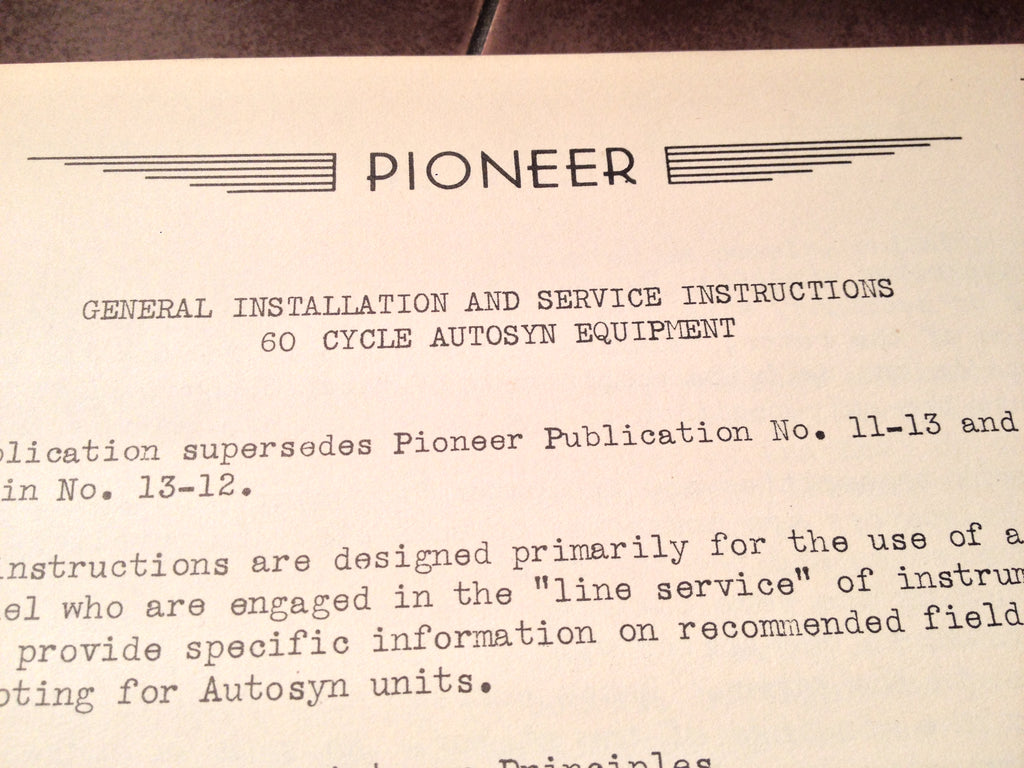 PIONEER
GENERAL INSTALLATION AND SERVICE INSTRUCTIONS
60 CYCLE AUTOSYN EQUIPMENT
blication supersedes Pioneer Publication No. 11-13 and
in No. 13-12.
instructions are designed primarily for the use of a
el who are engaged in the "line service" of instrum
provide specific information on recommended field
oting for Autosyn units.
Principles